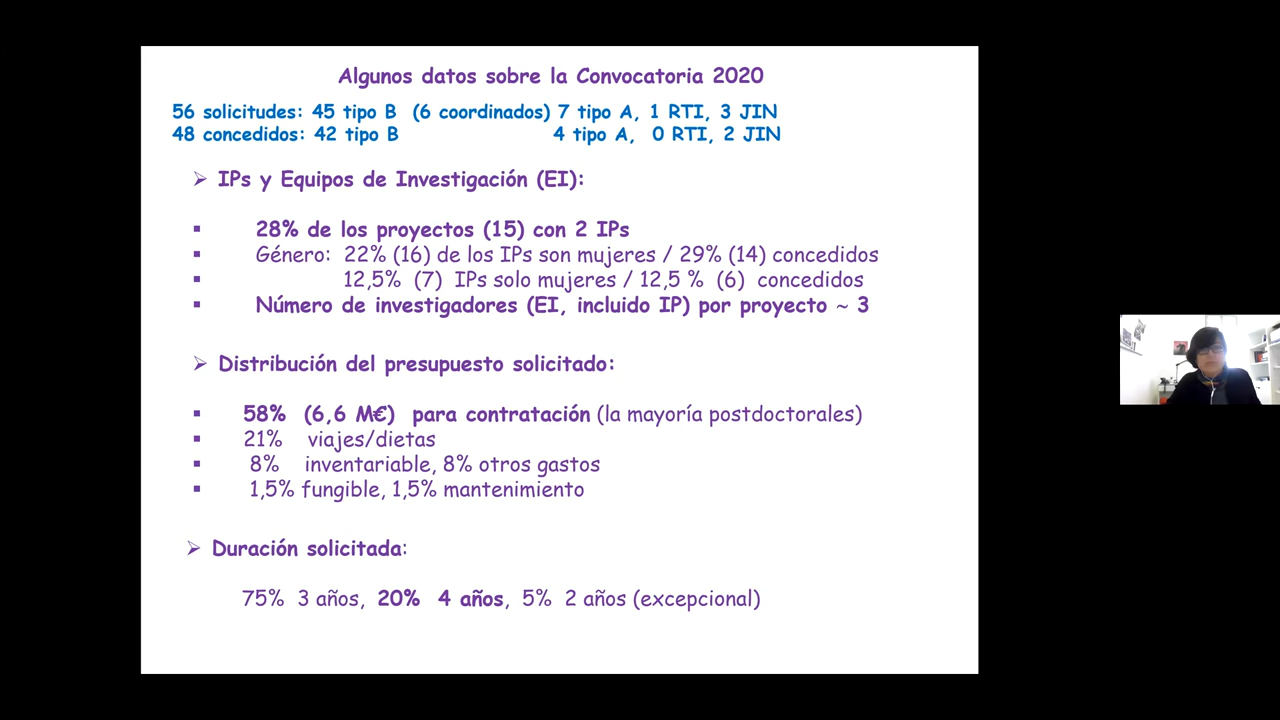 Algunos datos sobre la Convocatoria 2020
56 solicitudes: 45 tipo B (6 coordinados) 7 tipo A, 1 RTI, 3 JIN
48 concedidos: 42 tipo B 4 tipo A, 0 RTI, 2 JIN
➢ IPs y Equipos de Investigación (EI):
▪ 28% de los proyectos (15) con 2 IPs
▪ Género: 22% (16) de los IPs son mujeres / 29% (14) concedidos
▪ 12,5% (7) IPs solo mujeres / 12,5 % (6) concedidos
▪ Número de investigadores (EI, incluido IP) por proyecto ~ 3
➢ Distribución del presupuesto solicitado:
▪ 58% (6,6 M€) para contratación (la mayoría postdoctorales)
▪ 21% viajes/dietas
▪ 8% inventariable, 8% otros gastos
▪ 1,5% fungible, 1,5% mantenimiento
➢ Duración solicitada:
75% 3 años, 20% 4 años, 5% 2 años (excepcional)